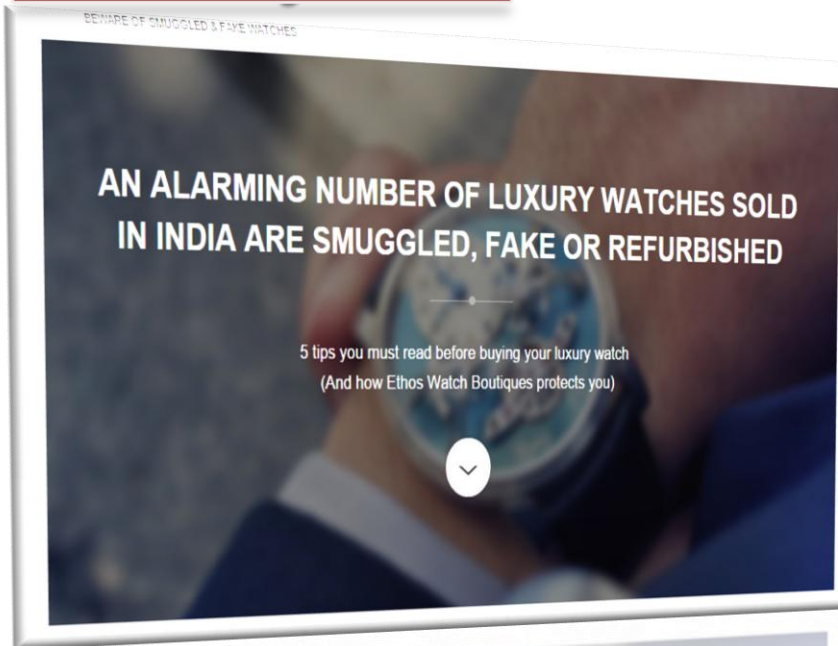 BEWARE OF SMUGGLED & FAKE WATCHES
AN ALARMING NUMBER OF LUXURY WATCHES SOLD
IN INDIA ARE SMUGGLED, FAKE OR REFURBISHED
5 tips you must read before buying your luxury watch
(And how Ethos Watch Boutiques protects you)